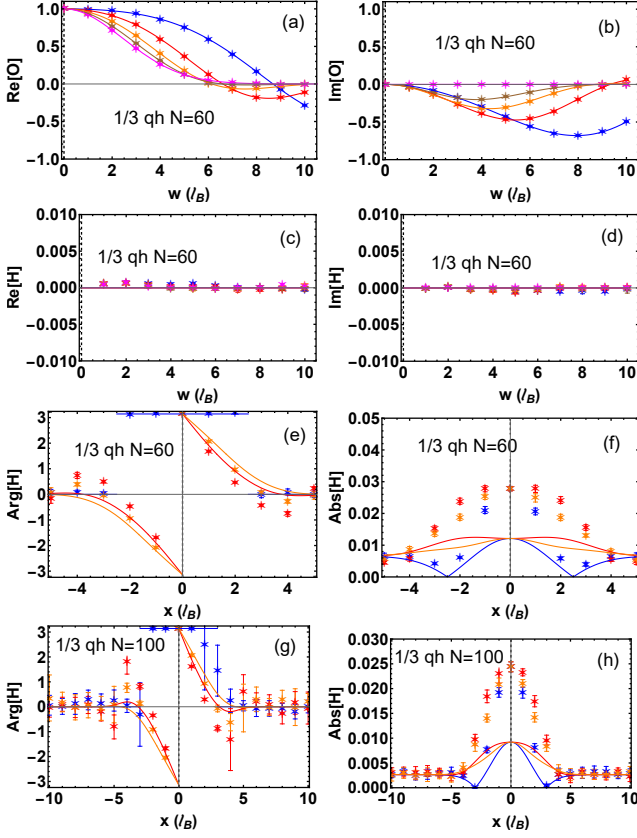 (a)
Re[O]
1.0
0.5
0.0
−0.5
−1.0
1/3 qh N=60
0 2 4 6 8 10
w (l_B)
(b)
Im[O]
1.0
0.5
0.0
−0.5
−1.0
1/3 qh N=60
0 2 4 6 8 10
w (l_B)
(c)
Re[H]
0.010
0.005
0.000
−0.005
−0.010
1/3 qh N=60
0 2 4 6 8 10
w (l_B)
(d)
Im[H]
0.010
0.005
0.000
−0.005
−0.010
1/3 qh N=60
0 2 4 6 8 10
w (l_B)
(e)
Arg[H]
3
2
1
0
−1
−2
−3
1/3 qh N=60
−4 −2 0 2 4
x (l_B)
(f)
Abs[H]
0.05
0.04
0.03
0.02
0.01
0.00
1/3 qh N=60
−4 −2 0 2 4
x (l_B)
(g)
Arg[H]
3
2
1
0
−1
−2
−3
1/3 qh N=100
−10 −5 0 5 10
x (l_B)
(h)
Abs[H]
0.030
0.025
0.020
0.015
0.010
0.005
0.000
1/3 qh N=100
−10 −5 0 5 10
x (l_B)